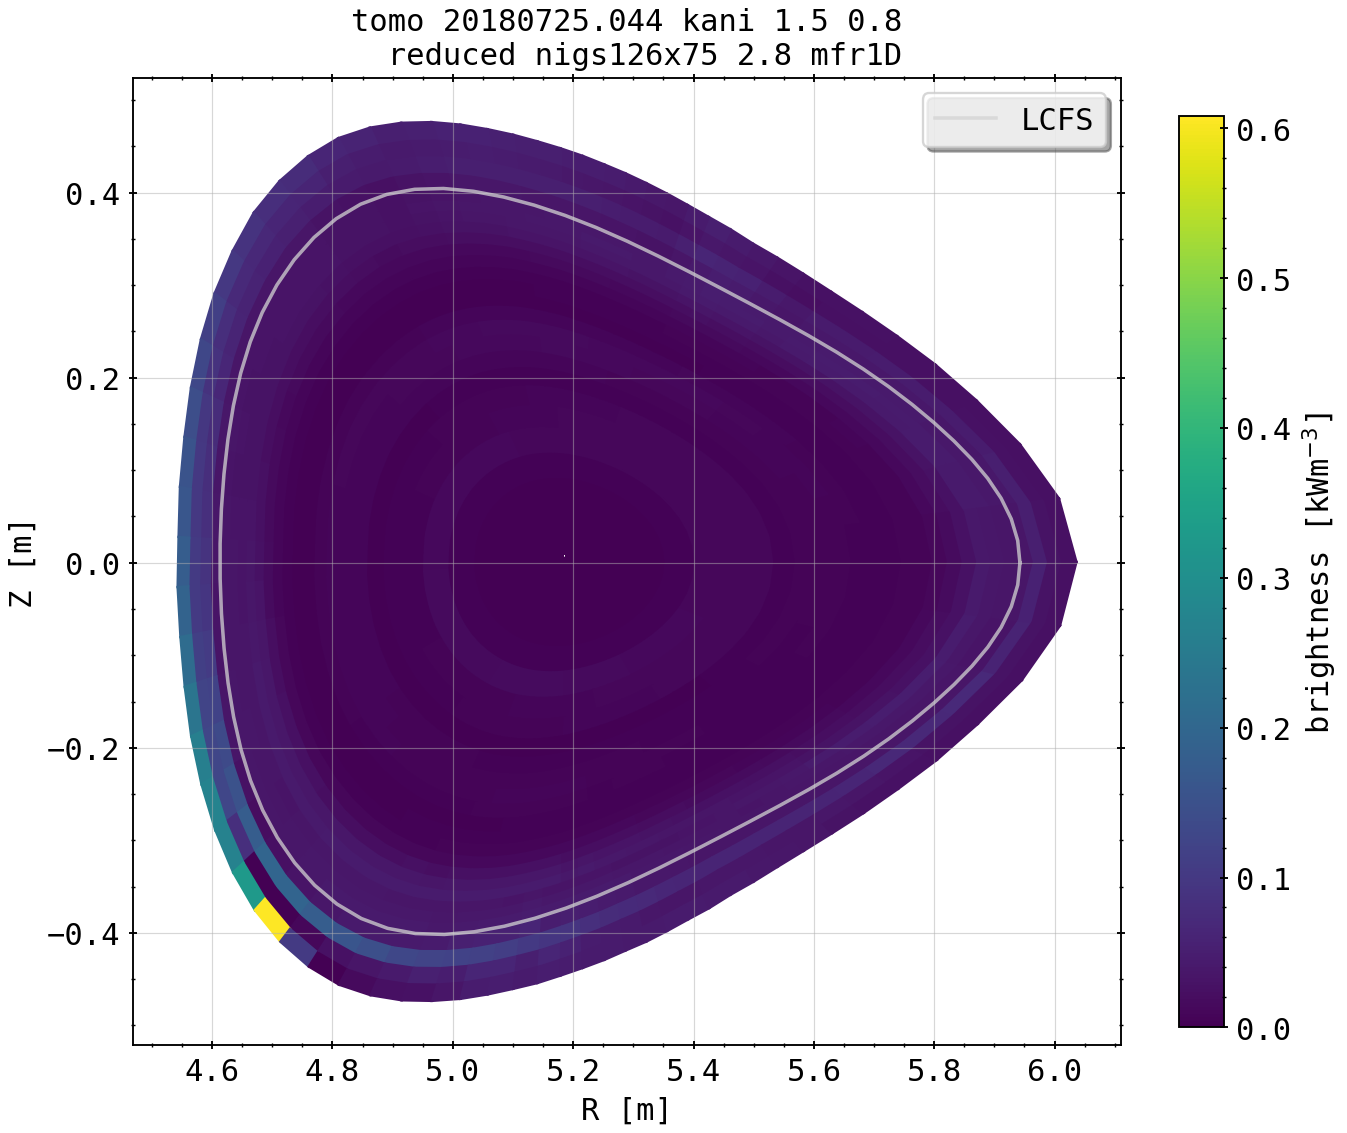 tomo 20180725.044 kani 1.5 0.8
reduced nigs126x75 2.8 mfr1D
LCFS
0.4
0.2
0.0
−0.2
−0.4
Z [m]
4.6 4.8 5.0 5.2 5.4 5.6 5.8 6.0
R [m]
0.6
0.5
0.4
0.3
0.2
0.1
0.0
brightness [kWm⁻³]